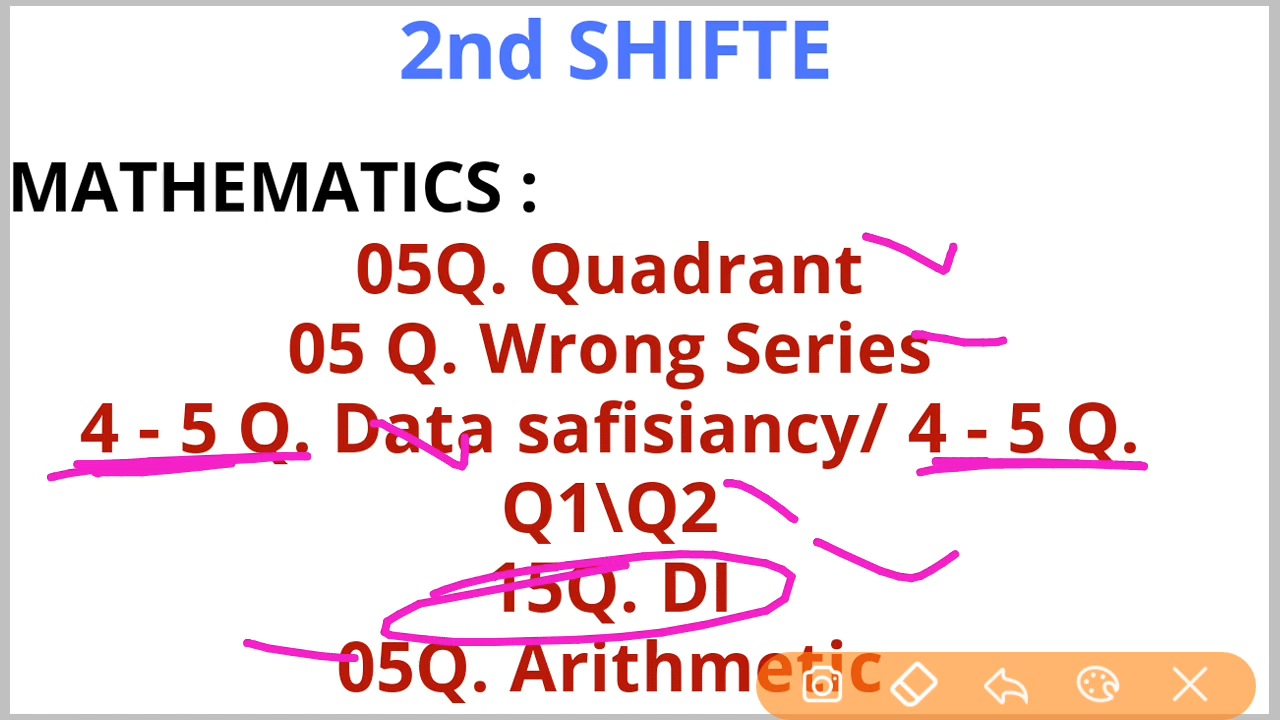 2nd SHIFTE
MATHEMATICS :
05Q. Quadrant
05 Q. Wrong Series
4 - 5 Q. Data safisiancy/ 4 - 5 Q.
Q1\Q2
15Q. DI
05Q. Arithmetic